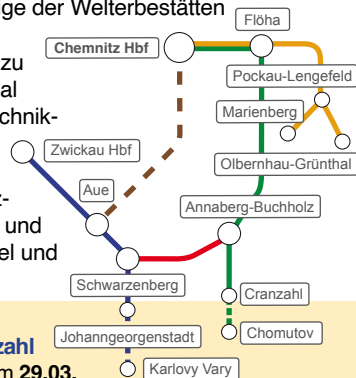 ge der Welterbestätten
Flöha
Chemnitz Hbf
zu
al
Pockau-Lengefeld
chnik-
Marienberg
Zwickau Hbf
Olbernhau-Grünthal
Aue
z-
und
Annaberg-Buchholz
el und
Schwarzenberg
Cranzahl
Johanngeorgenstadt
Chomutov
zahl
m 29.03.
Karlovy Vary